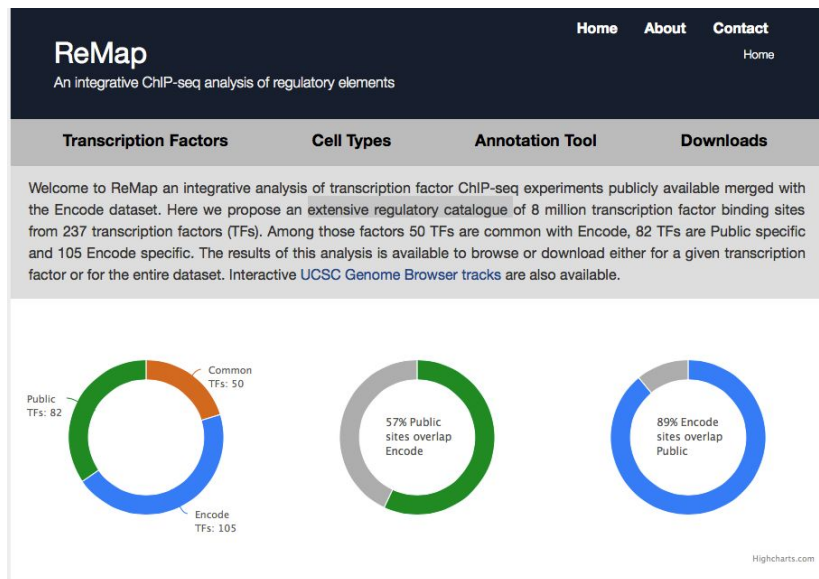 Home About Contact
ReMap
Home
An integrative ChIP-seq analysis of regulatory elements
Transcription Factors Cell Types Annotation Tool Downloads
Welcome to ReMap an integrative analysis of transcription factor ChIP-seq experiments publicly available merged with
the Encode dataset. Here we propose an extensive regulatory catalogue of 8 million transcription factor binding sites
from 237 transcription factors (TFs). Among those factors 50 TFs are common with Encode, 82 TFs are Public specific
and 105 Encode specific. The results of this analysis is available to browse or download either for a given transcription
factor or for the entire dataset. Interactive UCSC Genome Browser tracks are also available.
Common
TFs: 50
Public
TFs: 82
Encode
TFs: 105
57% Public
sites overlap
Encode
89% Encode
sites overlap
Public
Highcharts.com